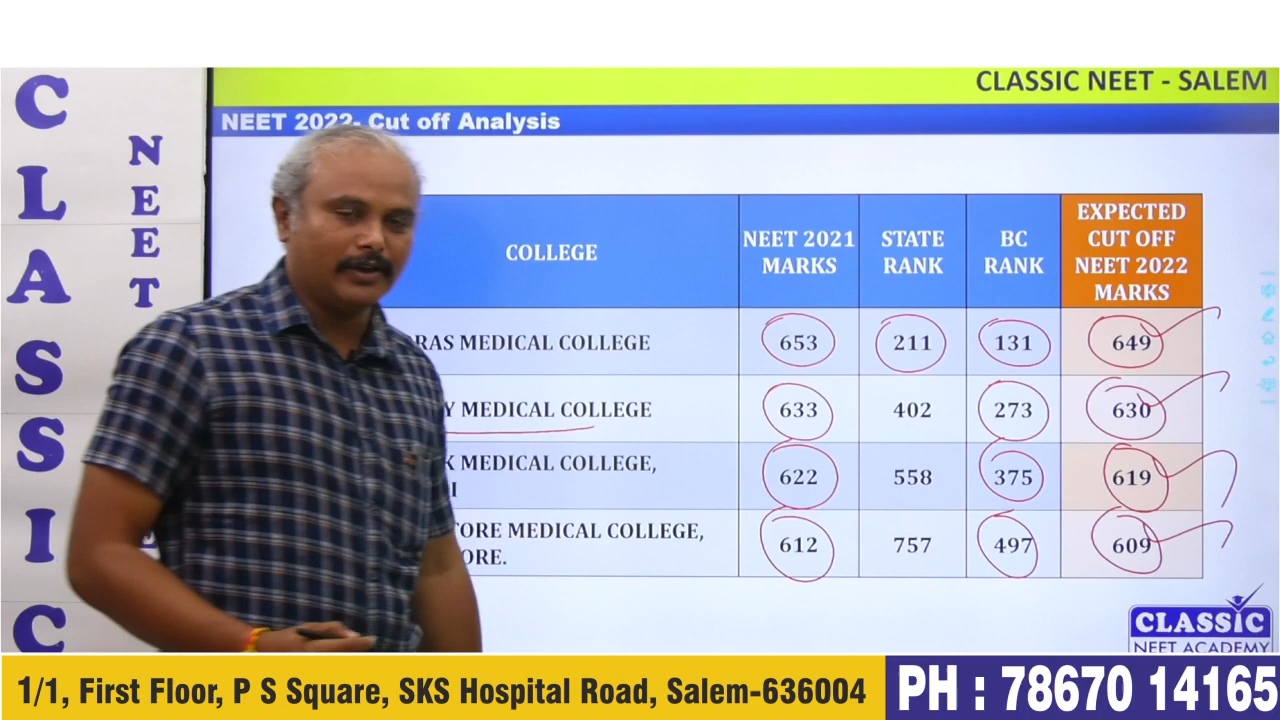 CLASSIC
NEET
CLASSIC NEET - SALEM
NEET 2022- Cut off Analysis
COLLEGE
NEET 2021
MARKS
STATE
RANK
BC
RANK
EXPECTED
CUT OFF
NEET 2022
MARKS
RAS MEDICAL COLLEGE
653
211
131
649
Y MEDICAL COLLEGE
633
402
273
630
K MEDICAL COLLEGE,
I
622
558
375
619
TORE MEDICAL COLLEGE,
ORE.
612
757
497
609
CLASSIC
NEET ACADEMY
1/1, First Floor, P S Square, SKS Hospital Road, Salem-636004
PH : 78670 14165